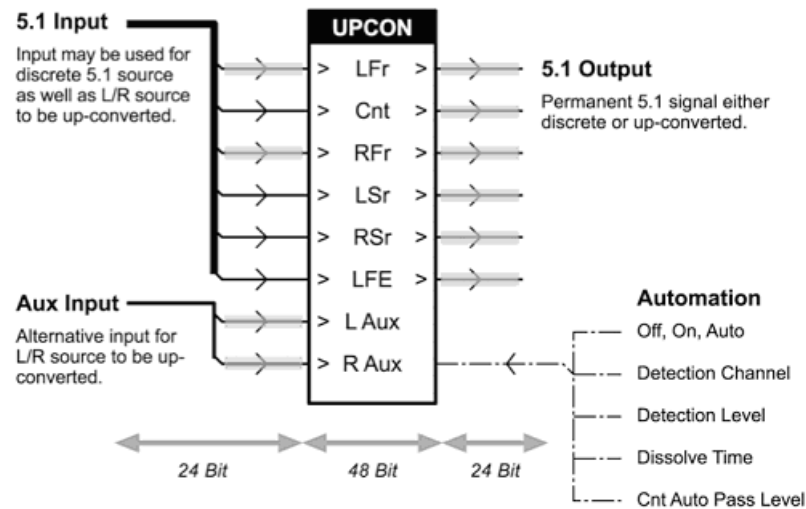 5.1 Input
Input may be used for
discrete 5.1 source
as well as L/R source
to be up-converted.
UPCON
> LFr >
> Cnt >
> RFr >
> LSr >
> RSr >
> LFE >
> L Aux
> R Aux
5.1 Output
Permanent 5.1 signal either
discrete or up-converted.
Aux Input
Alternative input for
L/R source to be up-
converted.
Automation
Off, On, Auto
Detection Channel
Detection Level
Dissolve Time
Cnt Auto Pass Level
24 Bit
48 Bit
24 Bit